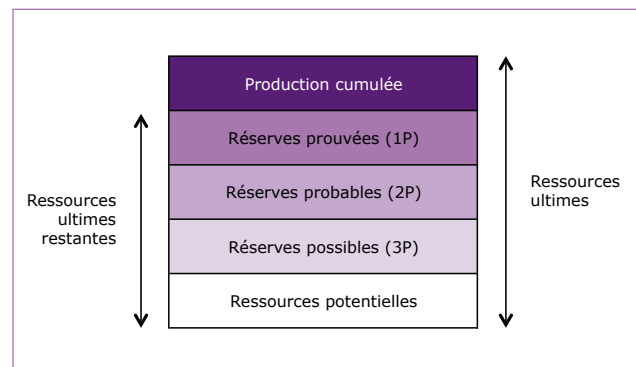 Production cumulée
Réserves prouvées (1P)
Réserves probables (2P)
Réserves possibles (3P)
Ressources potentielles
Ressources
ultimes
restantes
Ressources
ultimes